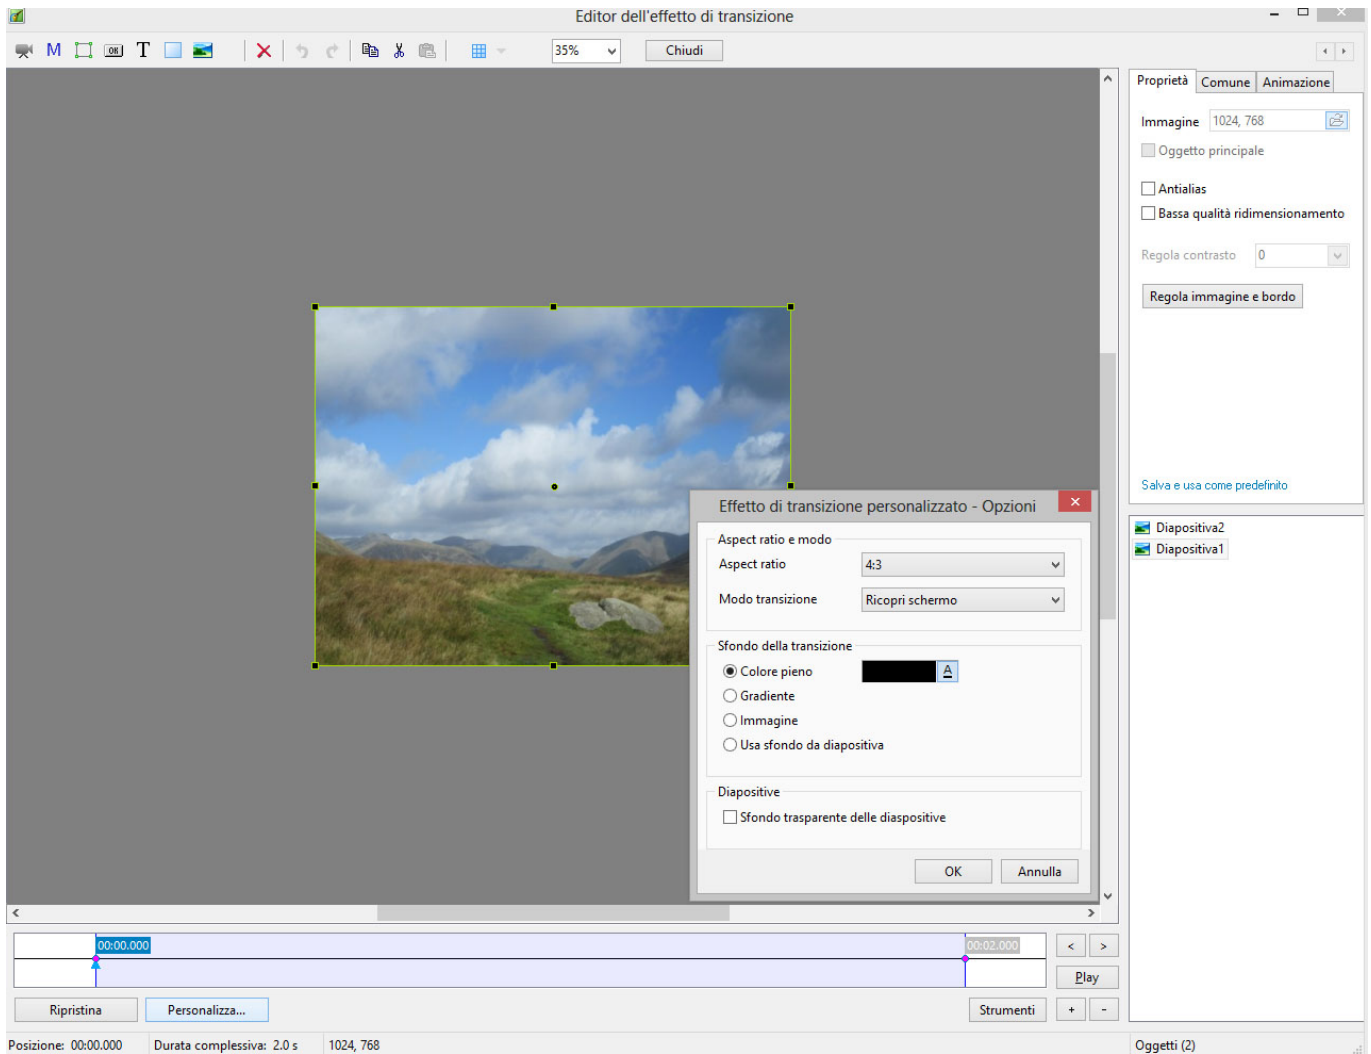 Editor dell'effetto di transizione
M OK T 35% Chiudi
Proprietà Comune Animazione
Immagine 1024, 768
Oggetto principale
Antialias
Bassa qualità ridimensionamento
Regola contrasto 0
Regola immagine e bordo
Salva e usa come predefinito
Diapositiva2
Diapositiva1
Effetto di transizione personalizzato - Opzioni
Aspect ratio e modo
Aspect ratio 4:3
Modo transizione Ricopri schermo
Sfondo della transizione
Colore pieno A
Gradiente
Immagine
Usa sfondo da diapositiva
Diapositive
Sfondo trasparente delle diaspositive
OK Annulla
00:00.000 00:02.000 < >
Play
Ripristina Personalizza... Strumenti + -
Posizione: 00:00.000 Durata complessiva: 2.0 s 1024, 768 Oggetti (2)